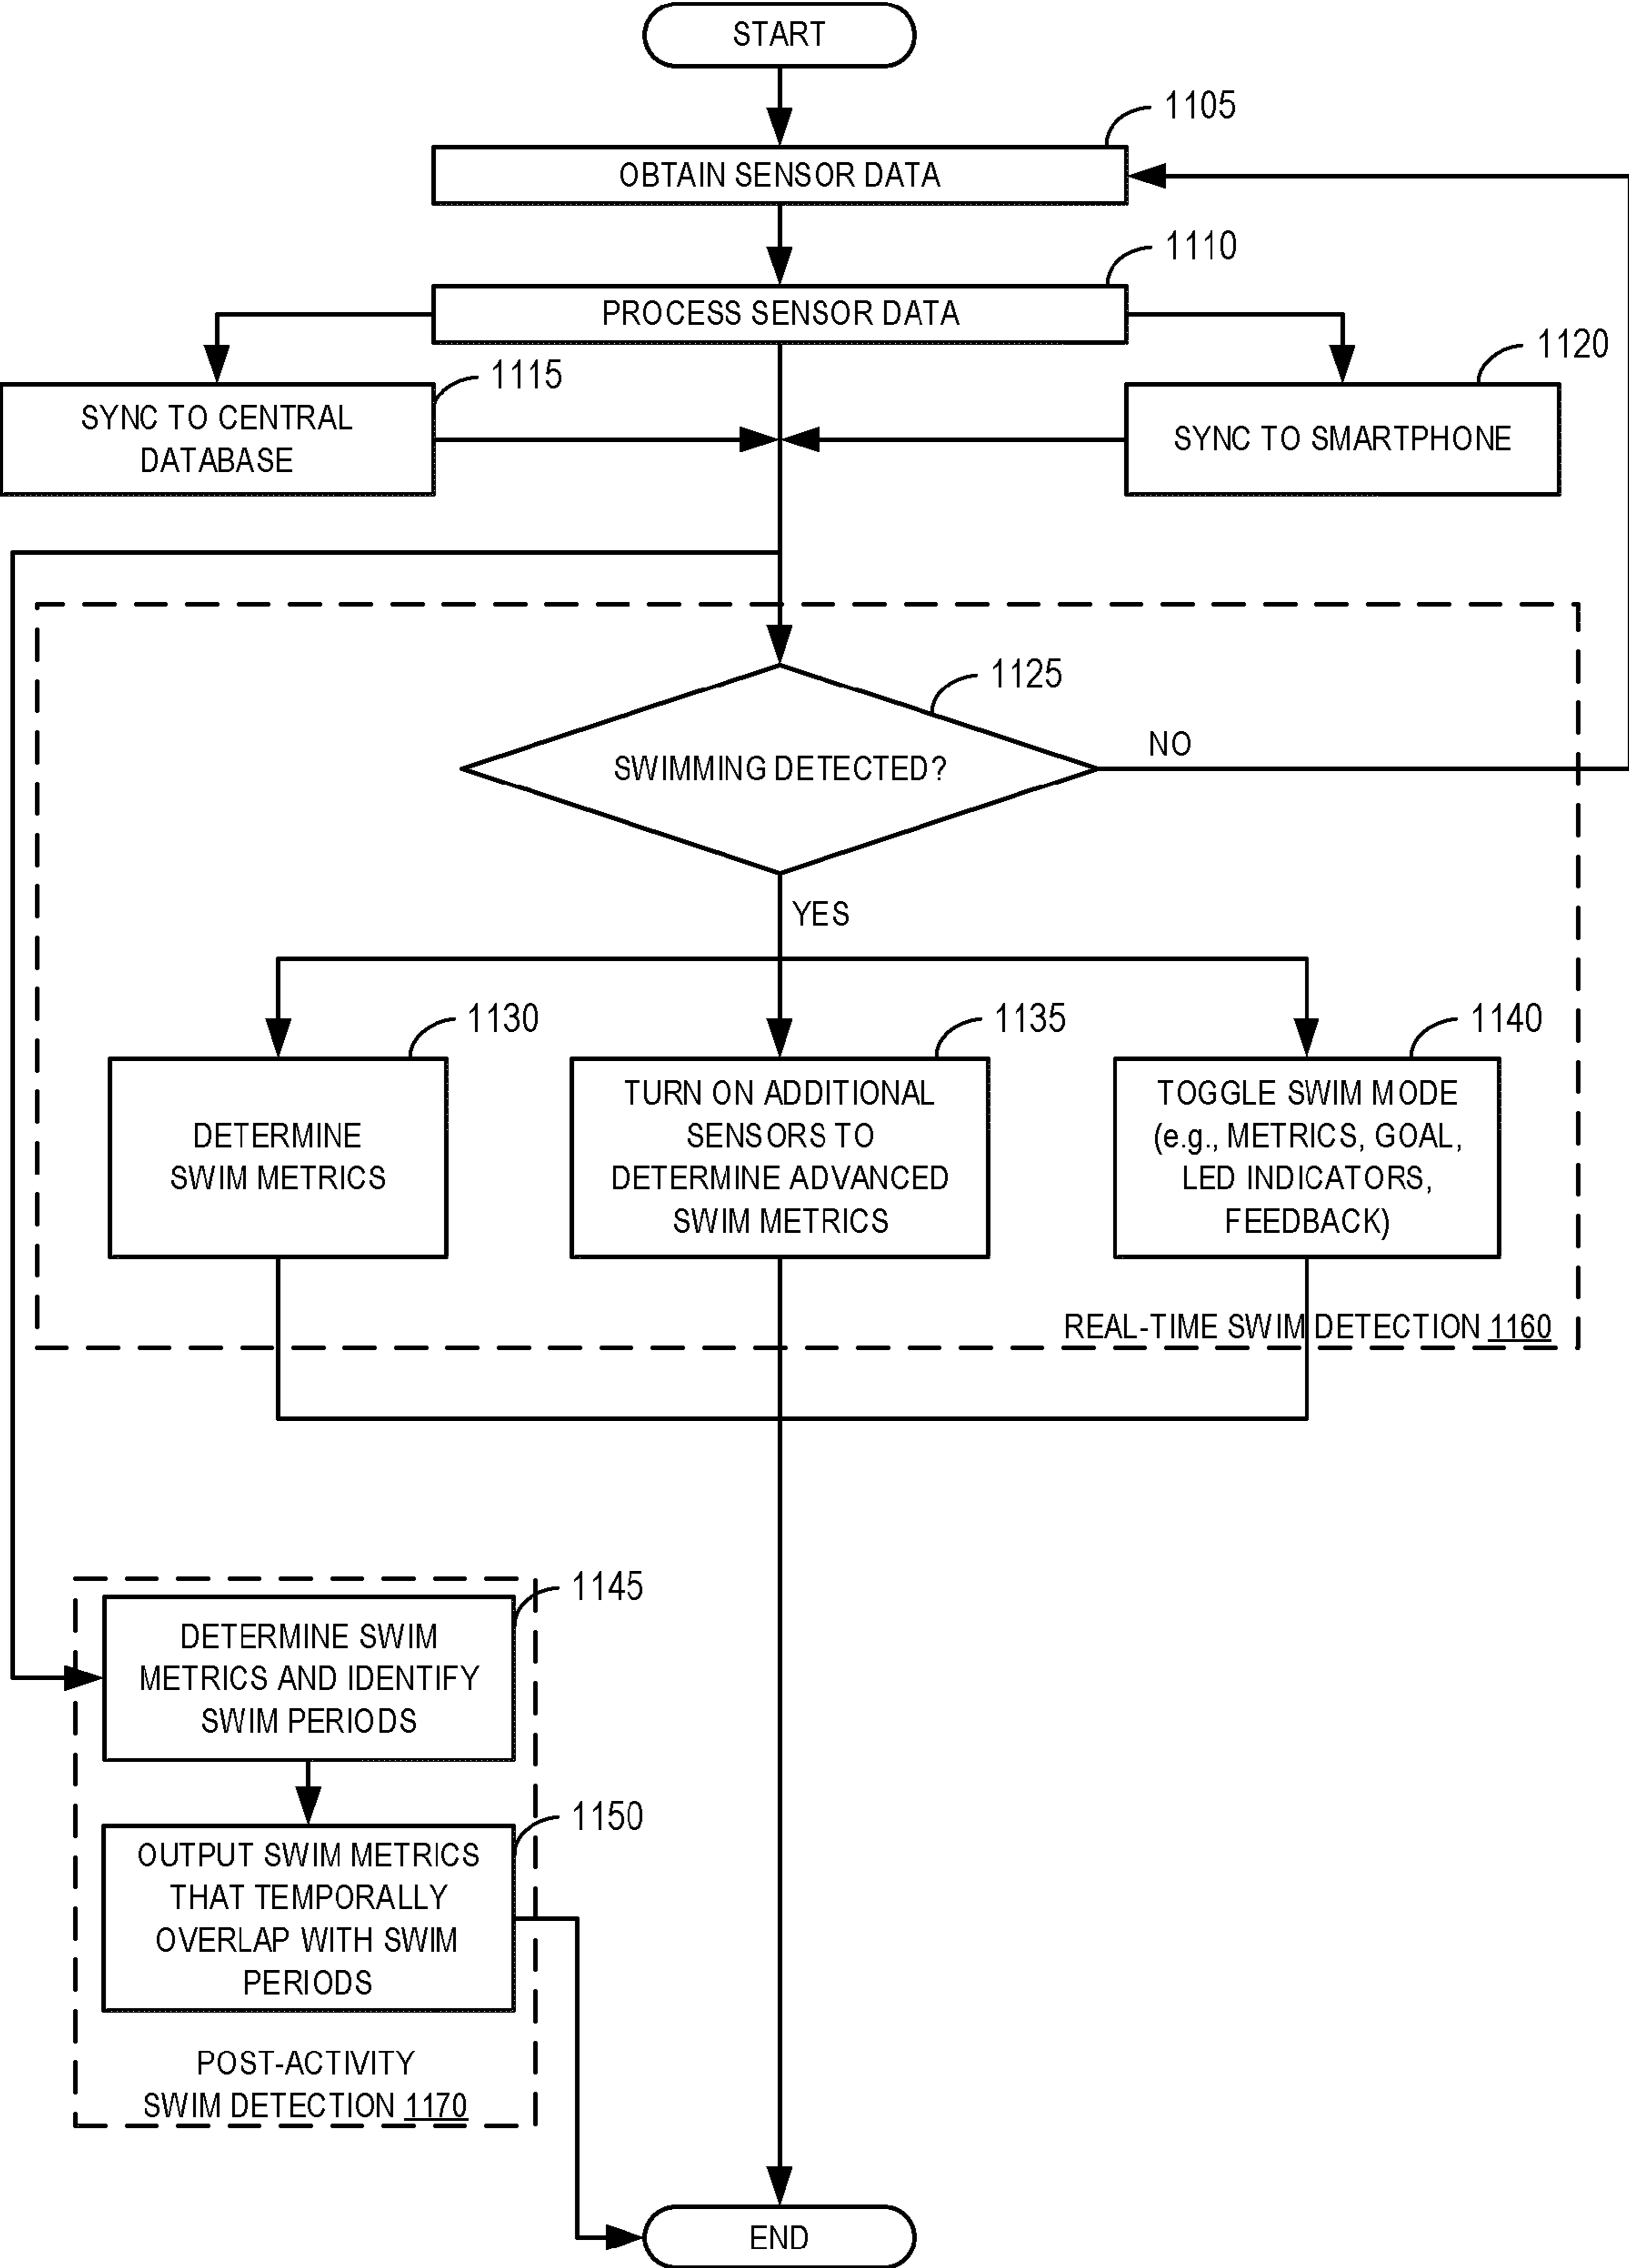 START
1105
OBTAIN SENSOR DATA
1110
PROCESS SENSOR DATA
1115
SYNC TO CENTRAL
DATABASE
1120
SYNC TO SMARTPHONE
1125
SWIMMING DETECTED?
NO
YES
1130
DETERMINE
SWIM METRICS
1135
TURN ON ADDITIONAL
SENSORS TO
DETERMINE ADVANCED
SWIM METRICS
1140
TOGGLE SWIM MODE
(e.g., METRICS, GOAL,
LED INDICATORS,
FEEDBACK)
REAL-TIME SWIM DETECTION 1160
1145
DETERMINE SWIM
METRICS AND IDENTIFY
SWIM PERIODS
1150
OUTPUT SWIM METRICS
THAT TEMPORALLY
OVERLAP WITH SWIM
PERIODS
POST-ACTIVITY
SWIM DETECTION 1170
END